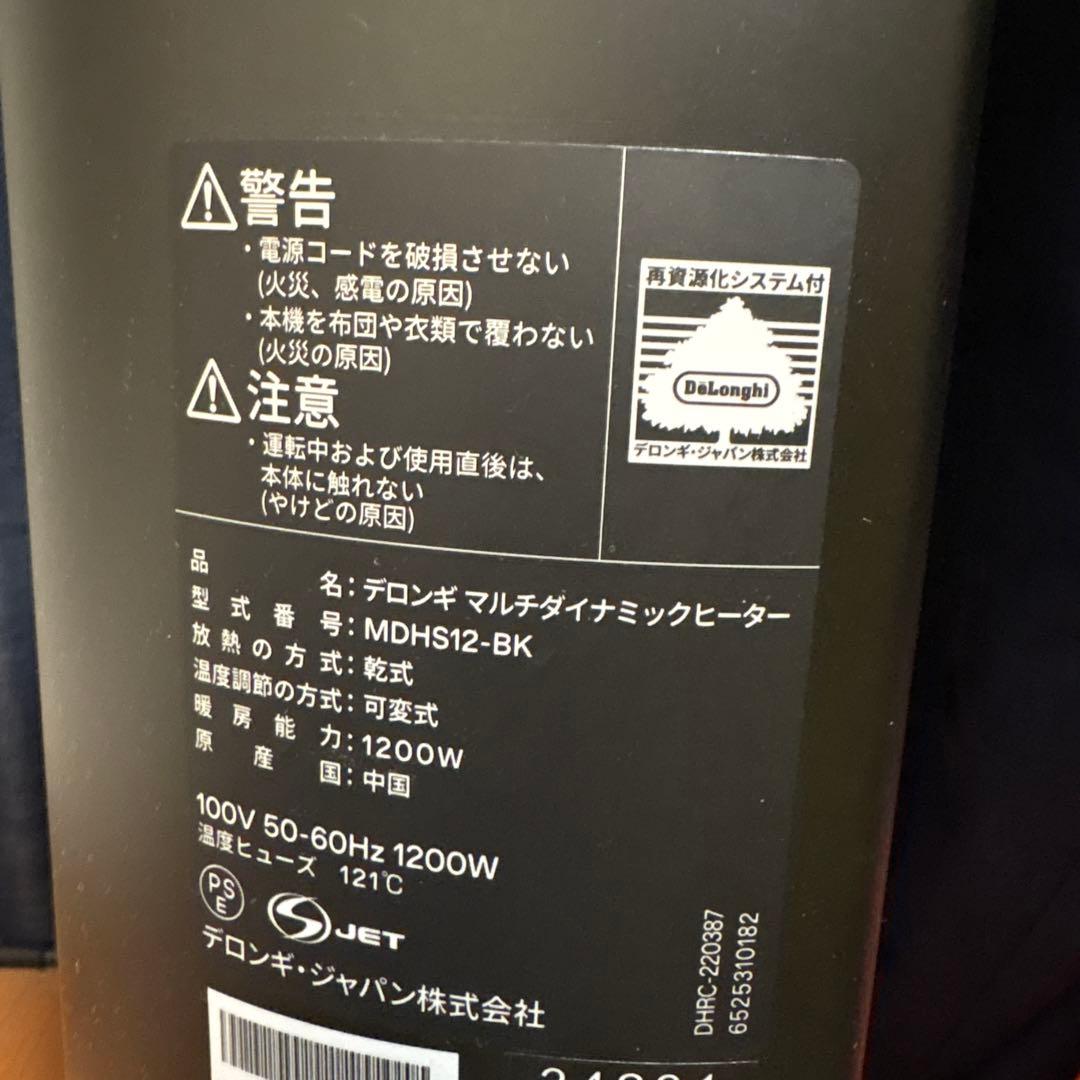 警告
・電源コードを破損させない
(火災、感電の原因)
・本機を布団や衣類で覆わない
(火災の原因)
注意
・運転中および使用直後は、
本体に触れない
(やけどの原因)
再資源化システム付
DeLonghi
デロンギ・ジャパン株式会社
品名：デロンギ マルチダイナミックヒーター
型式番号：MDHS12-BK
放熱の方式：乾式
温度調節の方式：可変式
暖房能力：1200W
原産国：中国
100V 50-60Hz 1200W
温度ヒューズ 121℃
PSE
JET
デロンギ・ジャパン株式会社
DHRC-220387
6525310182